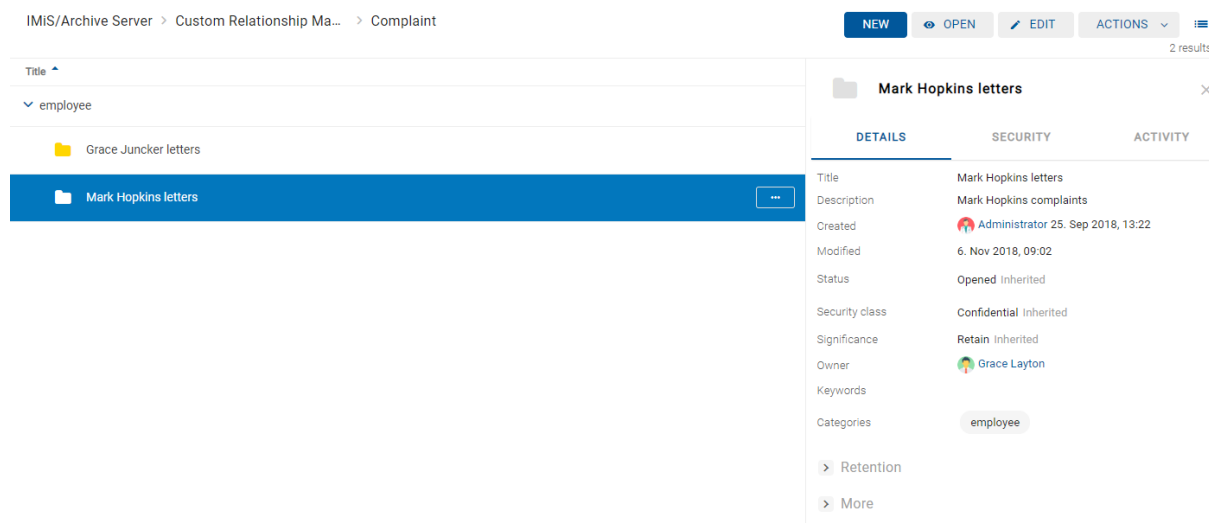 IMiS/Archive Server > Custom Relationship Ma... > Complaint
NEW OPEN EDIT ACTIONS
2 results
Title
employee
Grace Juncker letters
Mark Hopkins letters
...
Mark Hopkins letters
DETAILS SECURITY ACTIVITY
Title Mark Hopkins letters
Description Mark Hopkins complaints
Created Administrator 25. Sep 2018, 13:22
Modified 6. Nov 2018, 09:02
Status Opened Inherited
Security class Confidential Inherited
Significance Retain Inherited
Owner Grace Layton
Keywords
Categories employee
> Retention
> More